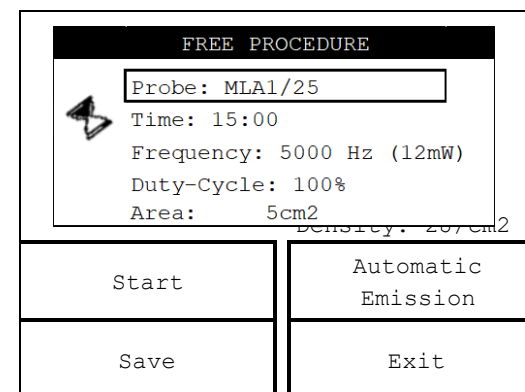 FREE PROCEDURE
Probe: MLA1/25
Time: 15:00
Frequency: 5000 Hz (12mW)
Duty-Cycle: 100%
Area: 5cm2
Start
Automatic
Emission
Save
Exit